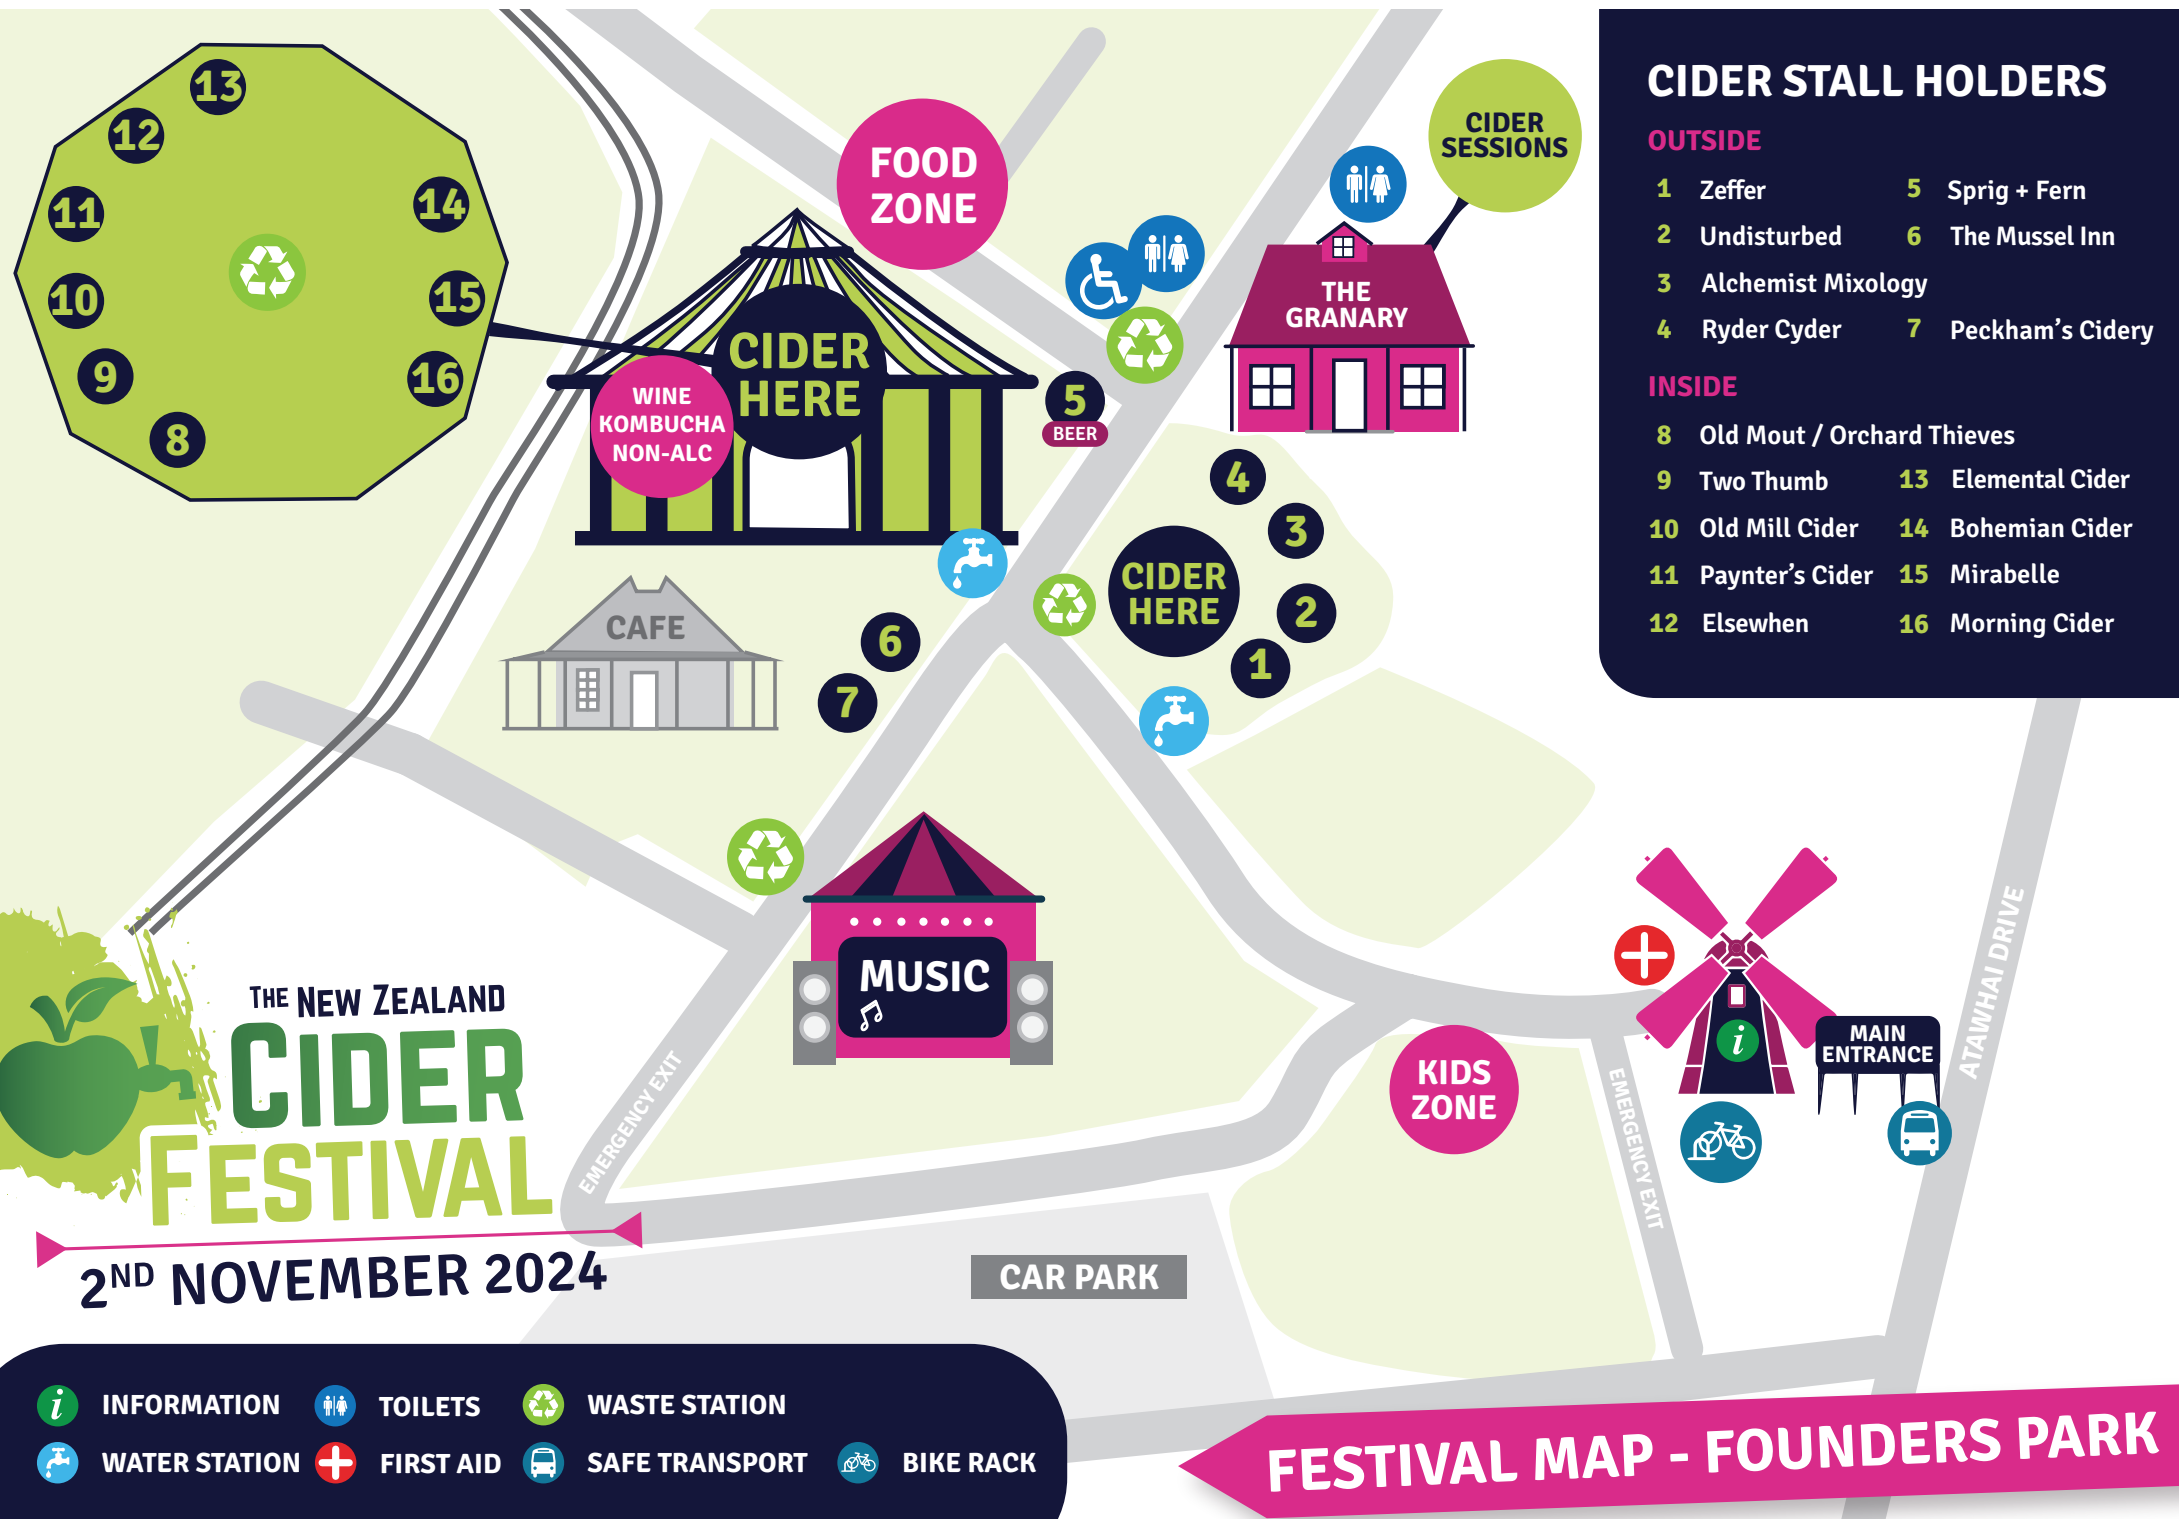 13
12
11
10
9
8
14
15
16
FOOD
ZONE
CIDER
SESSIONS
THE
GRANARY
CIDER
HERE
WINE
KOMBUCHA
NON-ALC
5
BEER
4
3
2
1
CIDER
HERE
CAFE
6
7
MUSIC
KIDS
ZONE
i
MAIN
ENTRANCE
ATAWHAI DRIVE
EMERGENCY EXIT
EMERGENCY EXIT
CAR PARK
CIDER STALL HOLDERS
OUTSIDE
1 Zeffer 5 Sprig + Fern
2 Undisturbed 6 The Mussel Inn
3 Alchemist Mixology
4 Ryder Cyder 7 Peckham's Cidery
INSIDE
8 Old Mout / Orchard Thieves
9 Two Thumb 13 Elemental Cider
10 Old Mill Cider 14 Bohemian Cider
11 Paynter's Cider 15 Mirabelle
12 Elsewhen 16 Morning Cider
THE NEW ZEALAND
CIDER
FESTIVAL
2ND NOVEMBER 2024
i INFORMATION TOILETS WASTE STATION
WATER STATION FIRST AID SAFE TRANSPORT BIKE RACK
FESTIVAL MAP - FOUNDERS PARK